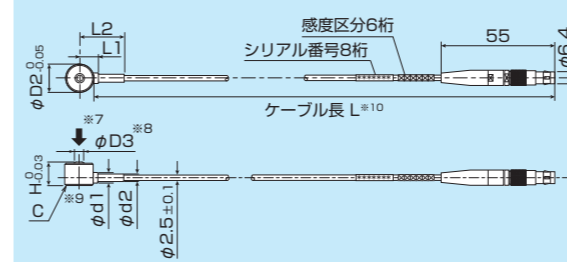 L2
L1
感度区分6桁
シリアル番号8桁
55
φ6.4
φD2 0 -0.05
ケーブル長 L※10
※7
φD3※8
H 0 -0.03
C
※9
φd1
φd2
φ2.5±0.1